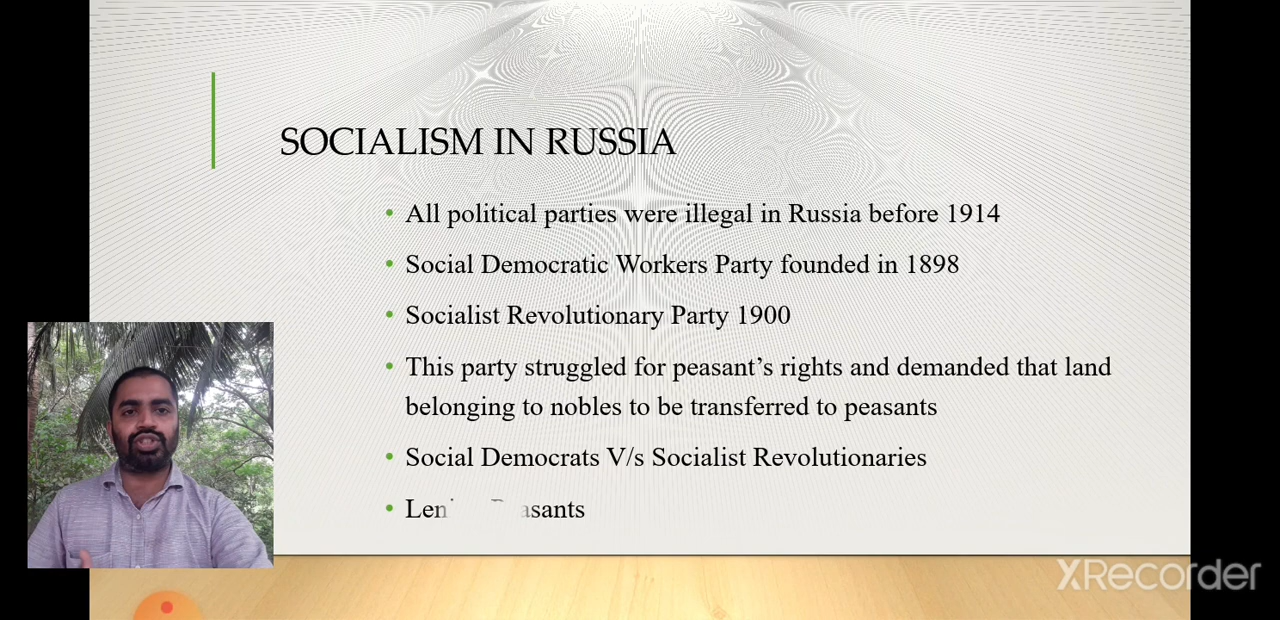 SOCIALISM IN RUSSIA
• All political parties were illegal in Russia before 1914
• Social Democratic Workers Party founded in 1898
• Socialist Revolutionary Party 1900
• This party struggled for peasant’s rights and demanded that land
belonging to nobles to be transferred to peasants
• Social Democrats V/s Socialist Revolutionaries
XRecorder